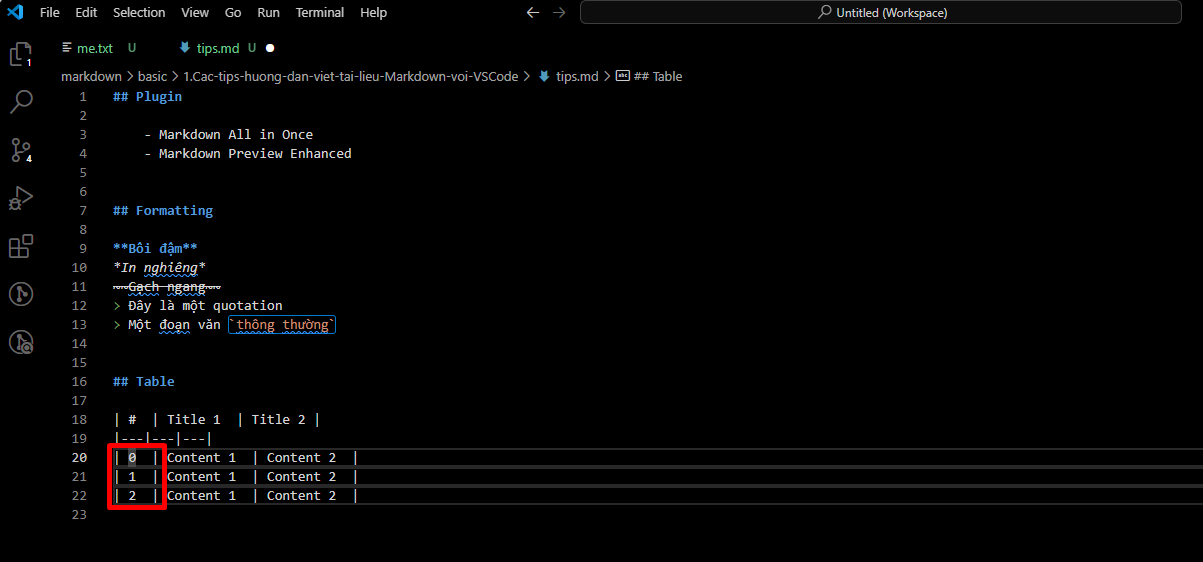 File Edit Selection View Go Run Terminal Help Untitled (Workspace)
me.txt U tips.md U
markdown > basic > 1.Cac-tips-huong-dan-viet-tai-lieu-Markdown-voi-VSCode > tips.md > ## Table
1 ## Plugin
2
3 - Markdown All in Once
4 - Markdown Preview Enhanced
5
6
7 ## Formatting
8
9 **Bôi đậm**
10 *In nghiêng*
11 ~~Gạch ngang~~
12 > Đây là một quotation
13 > Một đoạn văn `thông thường`
14
15
16 ## Table
17
18 | # | Title 1 | Title 2 |
19 |---|---|---|
20 | 0 | Content 1 | Content 2 |
21 | 1 | Content 1 | Content 2 |
22 | 2 | Content 1 | Content 2 |
23
1
4